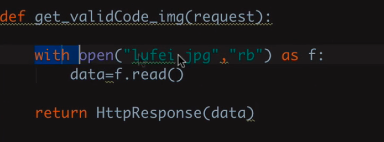 def get_validCode_img(request):
with open("lufei.jpg","rb") as f:
data=f.read()
return HttpResponse(data)